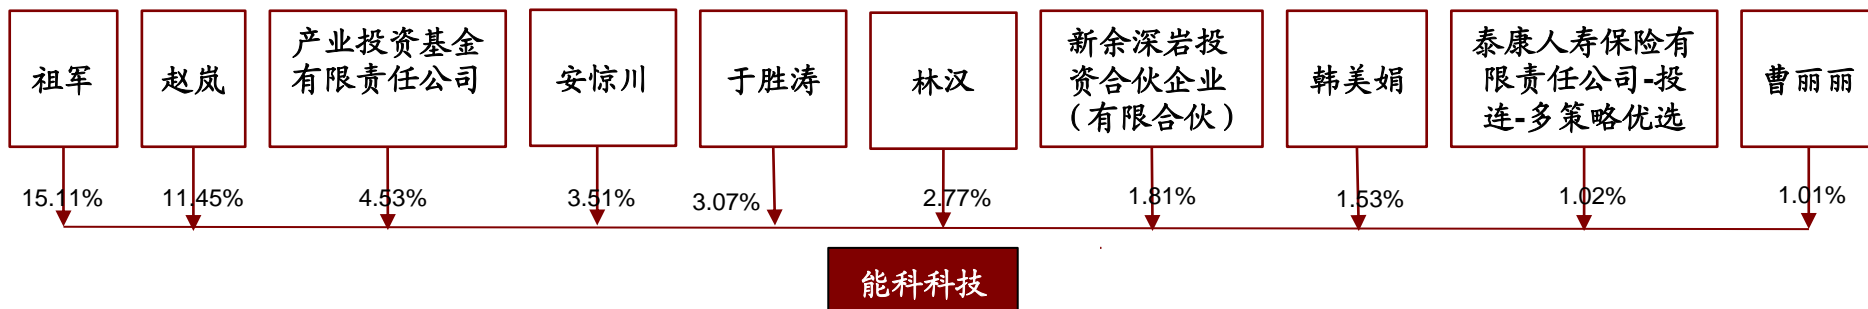 祖军
赵岚
产业投资基金
有限责任公司
安惊川
于胜涛
林汉
新余深岩投
资合伙企业
（有限合伙）
韩美娟
泰康人寿保险有
限责任公司-投
连-多策略优选
曹丽丽
15.11%
11.45%
4.53%
3.51%
3.07%
2.77%
1.81%
1.53%
1.02%
1.01%
能科科技